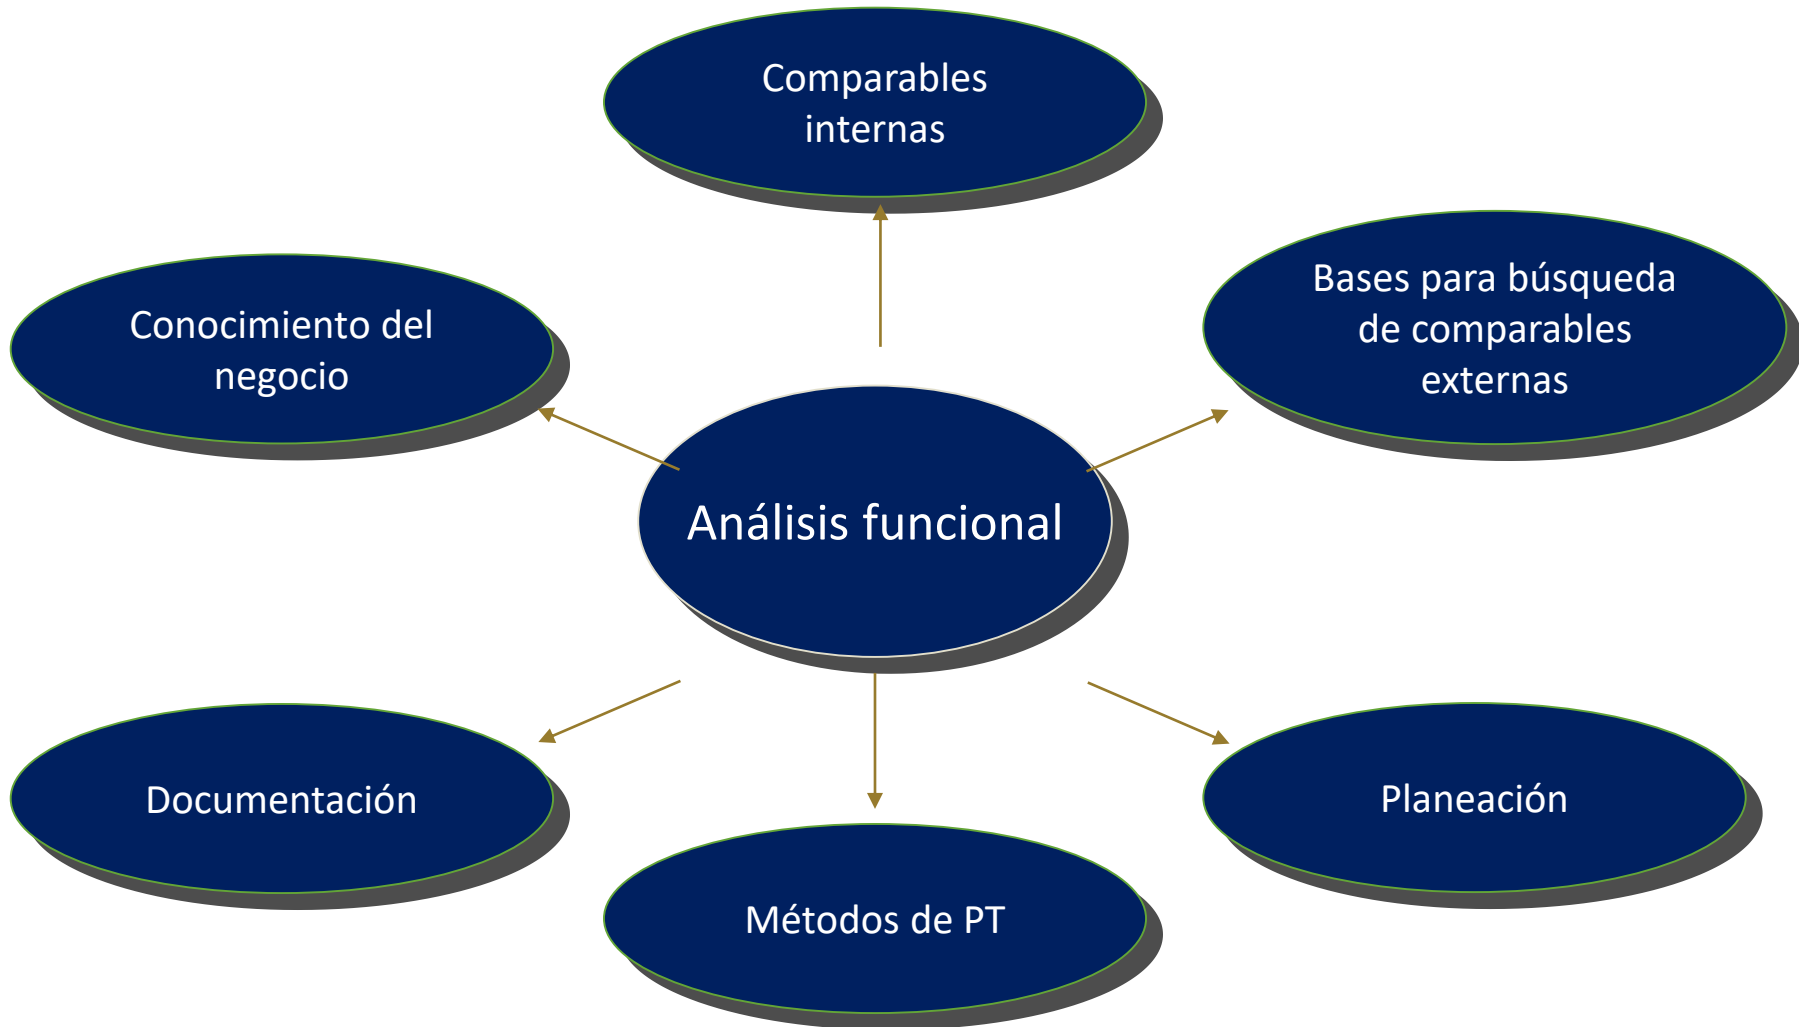 Comparables
internas
Bases para búsqueda
de comparables
externas
Conocimiento del
negocio
Análisis funcional
Documentación
Planeación
Métodos de PT